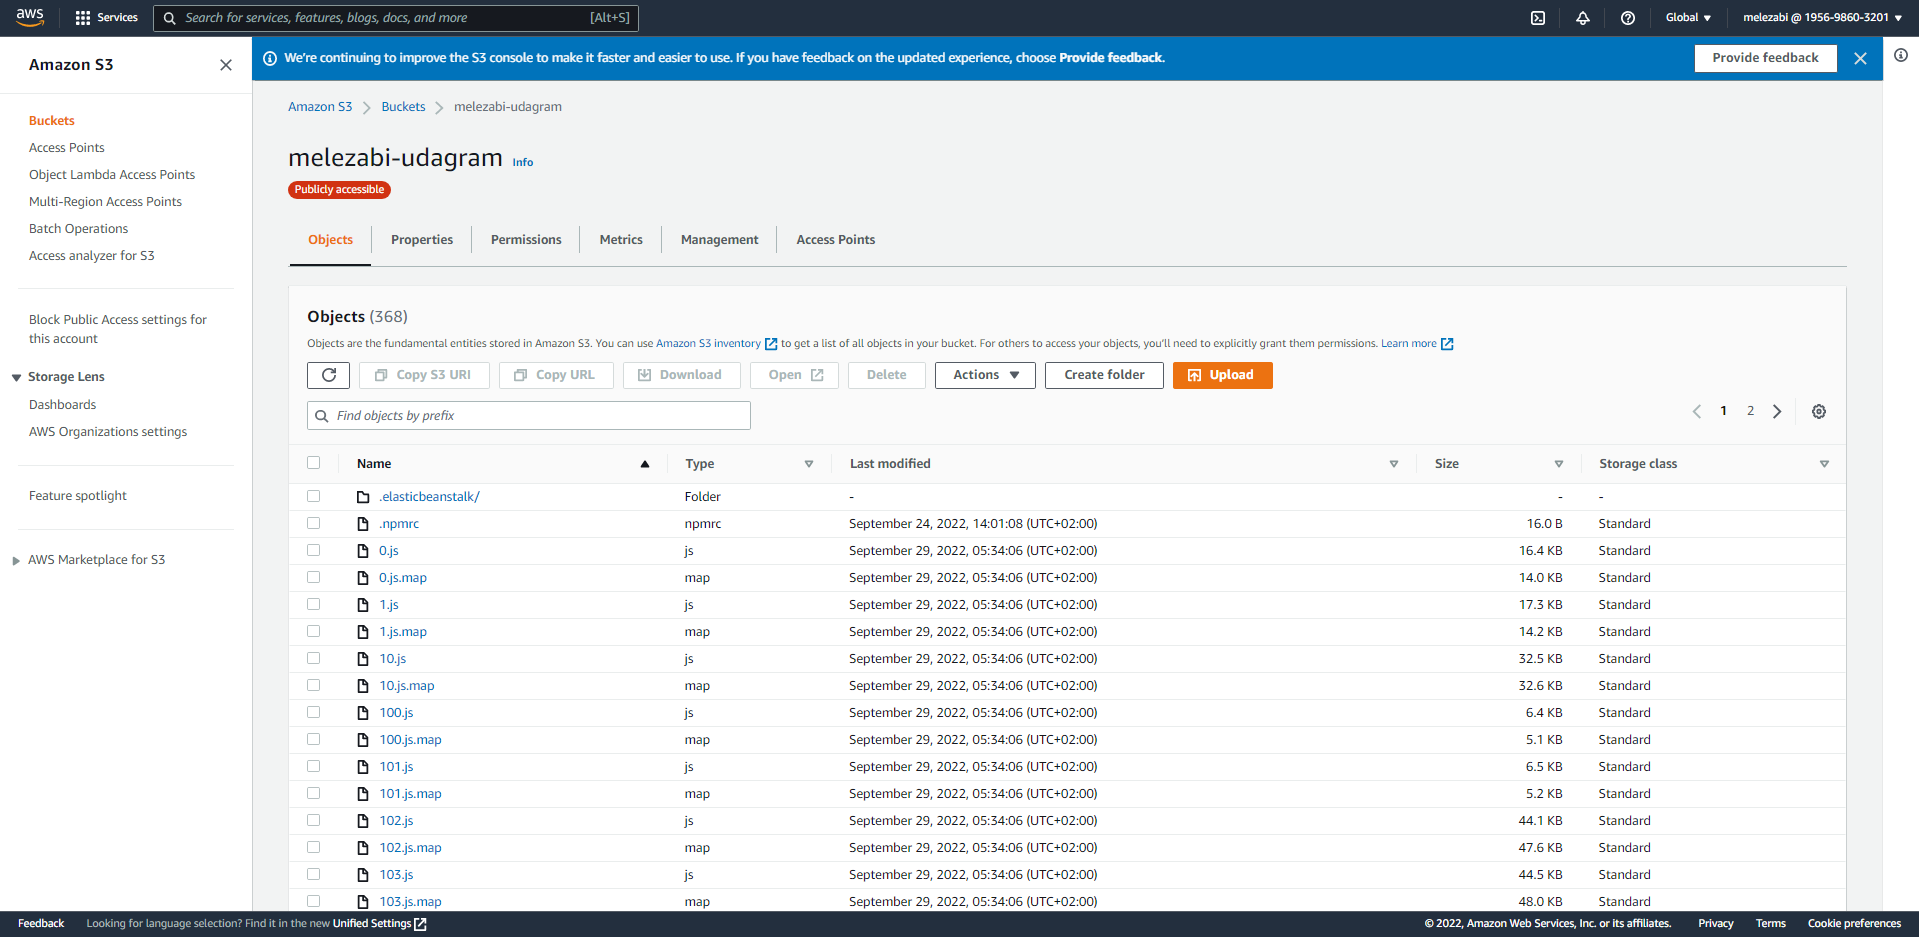 aws Services Search for services, features, blogs, docs, and more [Alt+S] Global melezabi @ 1956-9860-3201
Amazon S3
We're continuing to improve the S3 console to make it faster and easier to use. If you have feedback on the updated experience, choose Provide feedback. Provide feedback
Buckets
Access Points
Object Lambda Access Points
Multi-Region Access Points
Batch Operations
Access analyzer for S3
Block Public Access settings for
this account
Storage Lens
Dashboards
AWS Organizations settings
Feature spotlight
AWS Marketplace for S3
Amazon S3 Buckets melezabi-udagram
melezabi-udagram Info
Publicly accessible
Objects Properties Permissions Metrics Management Access Points
Objects (368)
Objects are the fundamental entities stored in Amazon S3. You can use Amazon S3 inventory to get a list of all objects in your bucket. For others to access your objects, you'll need to explicitly grant them permissions. Learn more
Copy S3 URI Copy URL Download Open Delete Actions Create folder Upload
Find objects by prefix 1 2
Name Type Last modified Size Storage class
.elasticbeanstalk/ Folder - - -
.npmrc npmrc September 24, 2022, 14:01:08 (UTC+02:00) 16.0 B Standard
0.js js September 29, 2022, 05:34:06 (UTC+02:00) 16.4 KB Standard
0.js.map map September 29, 2022, 05:34:06 (UTC+02:00) 14.0 KB Standard
1.js js September 29, 2022, 05:34:06 (UTC+02:00) 17.3 KB Standard
1.js.map map September 29, 2022, 05:34:06 (UTC+02:00) 14.2 KB Standard
10.js js September 29, 2022, 05:34:06 (UTC+02:00) 32.5 KB Standard
10.js.map map September 29, 2022, 05:34:06 (UTC+02:00) 32.6 KB Standard
100.js js September 29, 2022, 05:34:06 (UTC+02:00) 6.4 KB Standard
100.js.map map September 29, 2022, 05:34:06 (UTC+02:00) 5.1 KB Standard
101.js js September 29, 2022, 05:34:06 (UTC+02:00) 6.5 KB Standard
101.js.map map September 29, 2022, 05:34:06 (UTC+02:00) 5.2 KB Standard
102.js js September 29, 2022, 05:34:06 (UTC+02:00) 44.1 KB Standard
102.js.map map September 29, 2022, 05:34:06 (UTC+02:00) 47.6 KB Standard
103.js js September 29, 2022, 05:34:06 (UTC+02:00) 44.5 KB Standard
103.js.map map September 29, 2022, 05:34:06 (UTC+02:00) 48.0 KB Standard
Feedback Looking for language selection? Find it in the new Unified Settings © 2022, Amazon Web Services, Inc. or its affiliates. Privacy Terms Cookie preferences